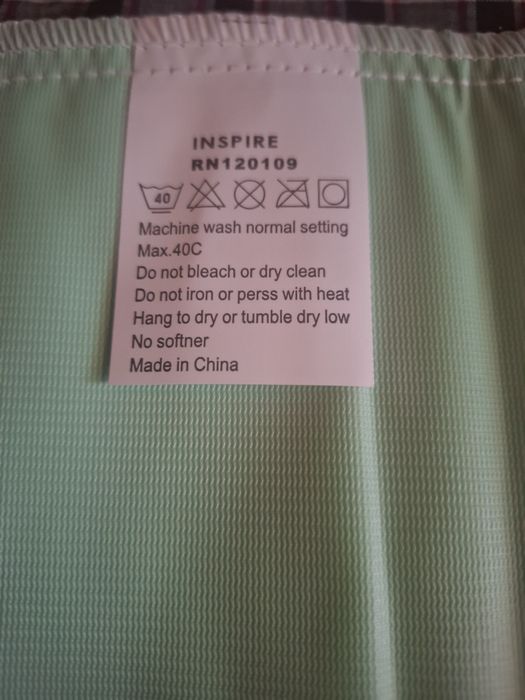 INSPIRE
RN120109
40
Machine wash normal setting
Max.40C
Do not bleach or dry clean
Do not iron or perss with heat
Hang to dry or tumble dry low
No softner
Made in China